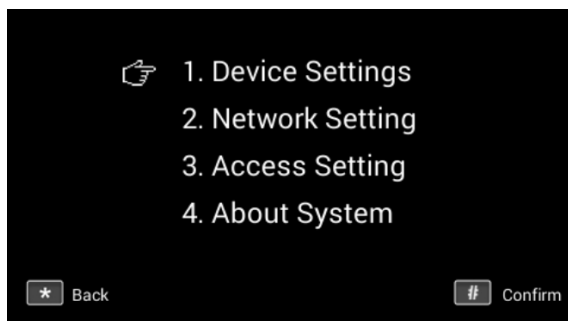 1. Device Settings
2. Network Setting
3. Access Setting
4. About System
* Back
# Confirm